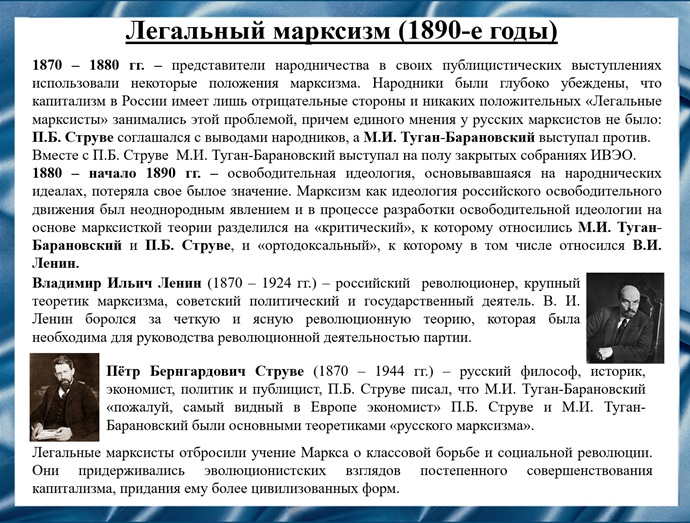 Легальный марксизм (1890-е годы)
1870 – 1880 гг. – представители народничества в своих публицистических выступлениях
использовали некоторые положения марксизма. Народники были глубоко убеждены, что
капитализм в России имеет лишь отрицательные стороны и никаких положительных «Легальные
марксисты» занимались этой проблемой, причем единого мнения у русских марксистов не было:
П.Б. Струве соглашался с выводами народников, а М.И. Туган-Барановский выступал против.
Вместе с П.Б. Струве М.И. Туган-Барановский выступал на полу закрытых собраниях ИВЭО.
1880 – начало 1890 гг. – освободительная идеология, основывавшаяся на народнических
идеалах, потеряла свое былое значение. Марксизм как идеология российского освободительного
движения был неоднородным явлением и в процессе разработки освободительной идеологии на
основе марксисткой теории разделился на «критический», к которому относились М.И. Туган-
Барановский и П.Б. Струве, и «ортодоксальный», к которому в том числе относился В.И.
Ленин.
Владимир Ильич Ленин (1870 – 1924 гг.) – российский революционер, крупный
теоретик марксизма, советский политический и государственный деятель. В. И.
Ленин боролся за четкую и ясную революционную теорию, которая была
необходима для руководства революционной деятельностью партии.
Пётр Бернгардович Струве (1870 – 1944 гг.) – русский философ, историк,
экономист, политик и публицист, П.Б. Струве писал, что М.И. Туган-Барановский
«пожалуй, самый видный в Европе экономист» П.Б. Струве и М.И. Туган-
Барановский были основными теоретиками «русского марксизма».
Легальные марксисты отбросили учение Маркса о классовой борьбе и социальной революции.
Они придерживались эволюционистских взглядов постепенного совершенствования
капитализма, придания ему более цивилизованных форм.